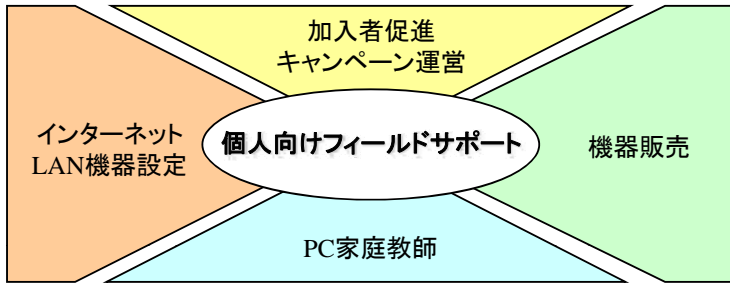 加入者促進
キャンペーン運営
インターネット
LAN機器設定
個人向けフィールドサポート
機器販売
PC家庭教師